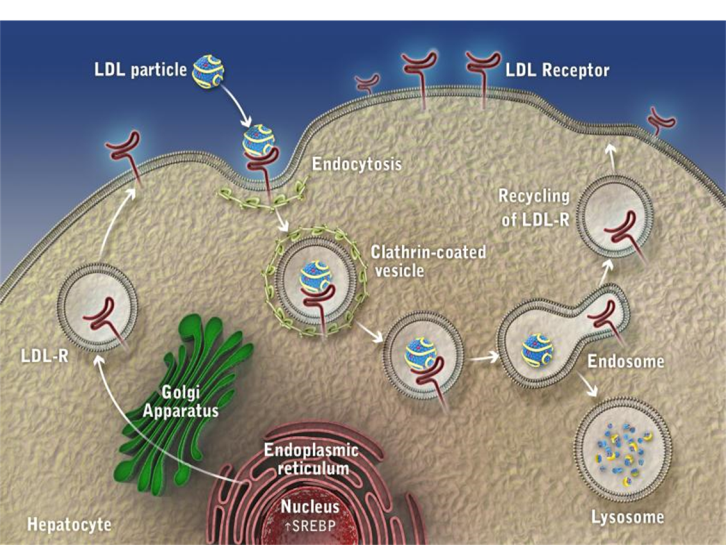 LDL particle
LDL Receptor
Endocytosis
Recycling
of LDL-R
Clathrin-coated
vesicle
LDL-R
Endosome
Golgi
Apparatus
Endoplasmic
reticulum
Nucleus
↑SREBP
Lysosome
Hepatocyte